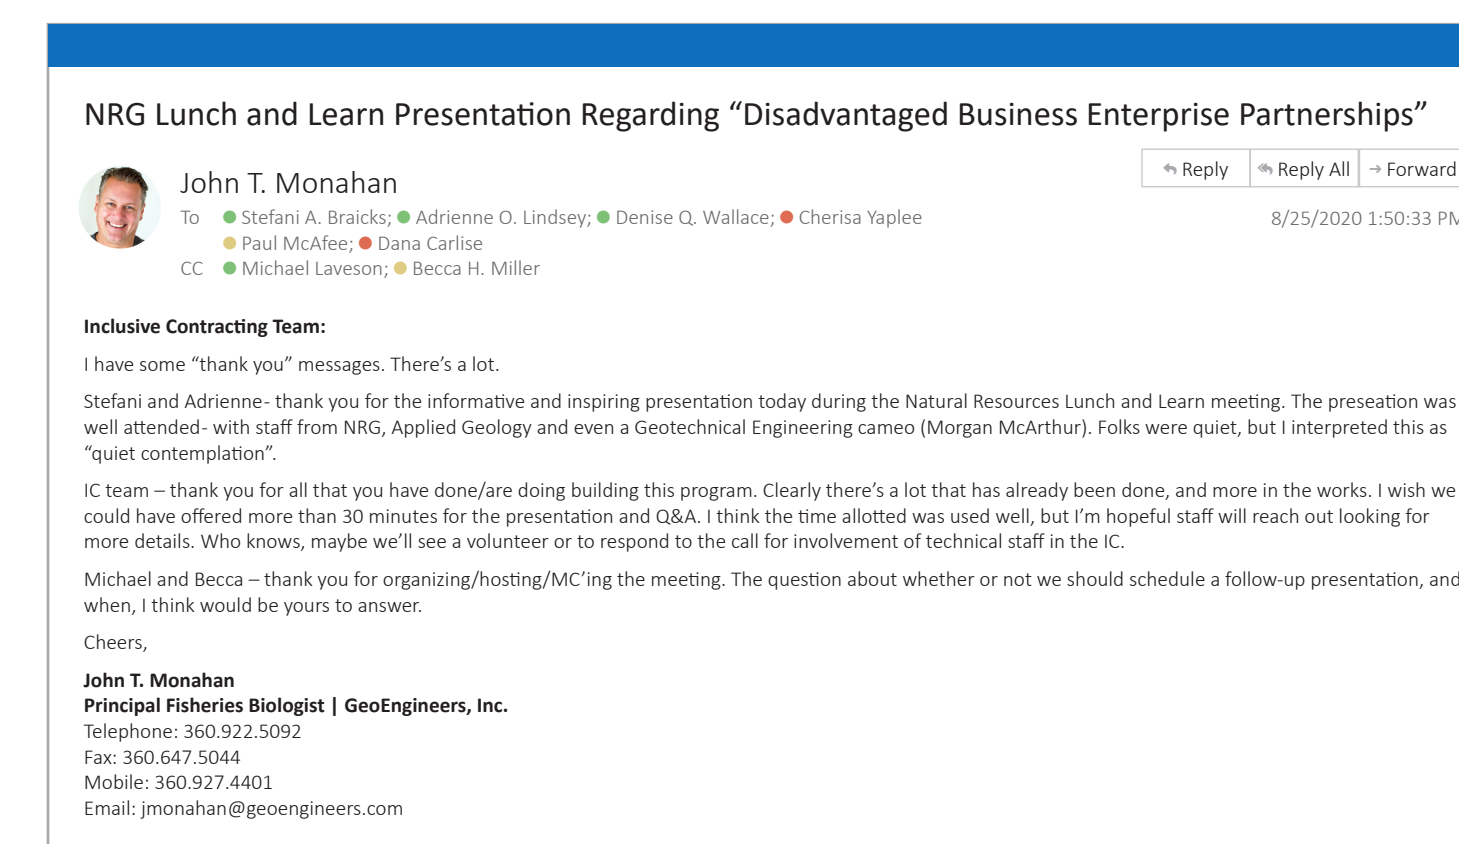 NRG Lunch and Learn Presentation Regarding “Disadvantaged Business Enterprise Partnerships”
Reply
Reply All
Forward
John T. Monahan
To Stefani A. Braicks; Adrienne O. Lindsey; Denise Q. Wallace; Cherisa Yaplee
8/25/2020 1:50:33 PM
Paul McAfee; Dana Carlise
CC Michael Laveson; Becca H. Miller
Inclusive Contracting Team:
I have some “thank you” messages. There’s a lot.
Stefani and Adrienne- thank you for the informative and inspiring presentation today during the Natural Resources Lunch and Learn meeting. The preseation was
well attended- with staff from NRG, Applied Geology and even a Geotechnical Engineering cameo (Morgan McArthur). Folks were quiet, but I interpreted this as
“quiet contemplation”.
IC team – thank you for all that you have done/are doing building this program. Clearly there’s a lot that has already been done, and more in the works. I wish we
could have offered more than 30 minutes for the presentation and Q&A. I think the time allotted was used well, but I’m hopeful staff will reach out looking for
more details. Who knows, maybe we’ll see a volunteer or to respond to the call for involvement of technical staff in the IC.
Michael and Becca – thank you for organizing/hosting/MC’ing the meeting. The question about whether or not we should schedule a follow-up presentation, and
when, I think would be yours to answer.
Cheers,
John T. Monahan
Principal Fisheries Biologist | GeoEngineers, Inc.
Telephone: 360.922.5092
Fax: 360.647.5044
Mobile: 360.927.4401
Email: jmonahan@geoengineers.com